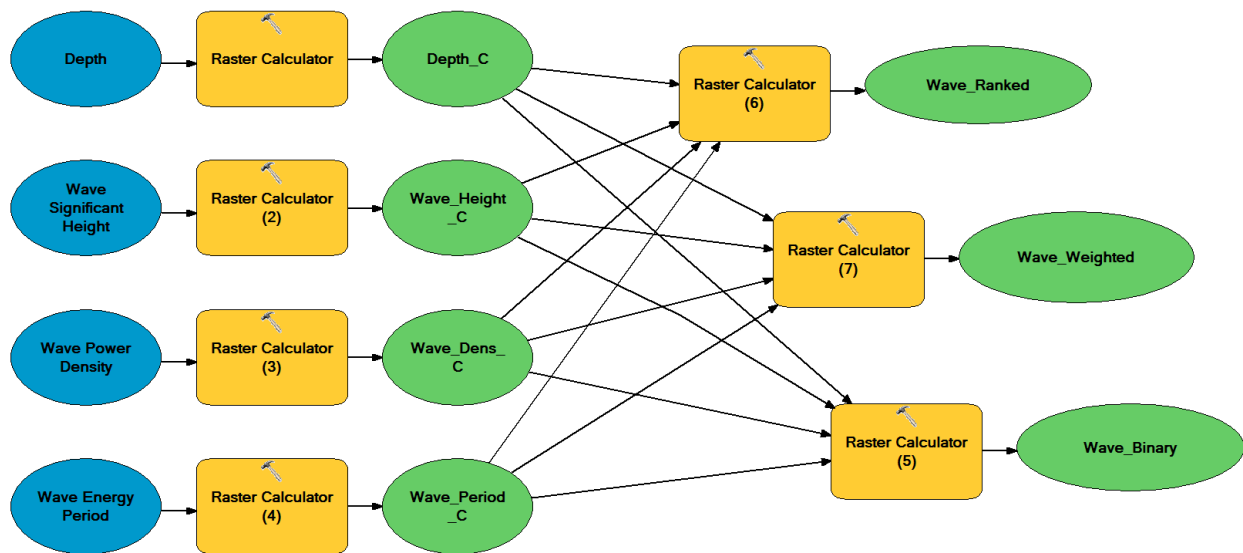 Depth
Raster Calculator
Depth_C
Raster Calculator
(6)
Wave_Ranked
Wave
Significant
Height
Raster Calculator
(2)
Wave_Height
_C
Raster Calculator
(7)
Wave_Weighted
Wave Power
Density
Raster Calculator
(3)
Wave_Dens_
C
Raster Calculator
(5)
Wave_Binary
Wave Energy
Period
Raster Calculator
(4)
Wave_Period
_C